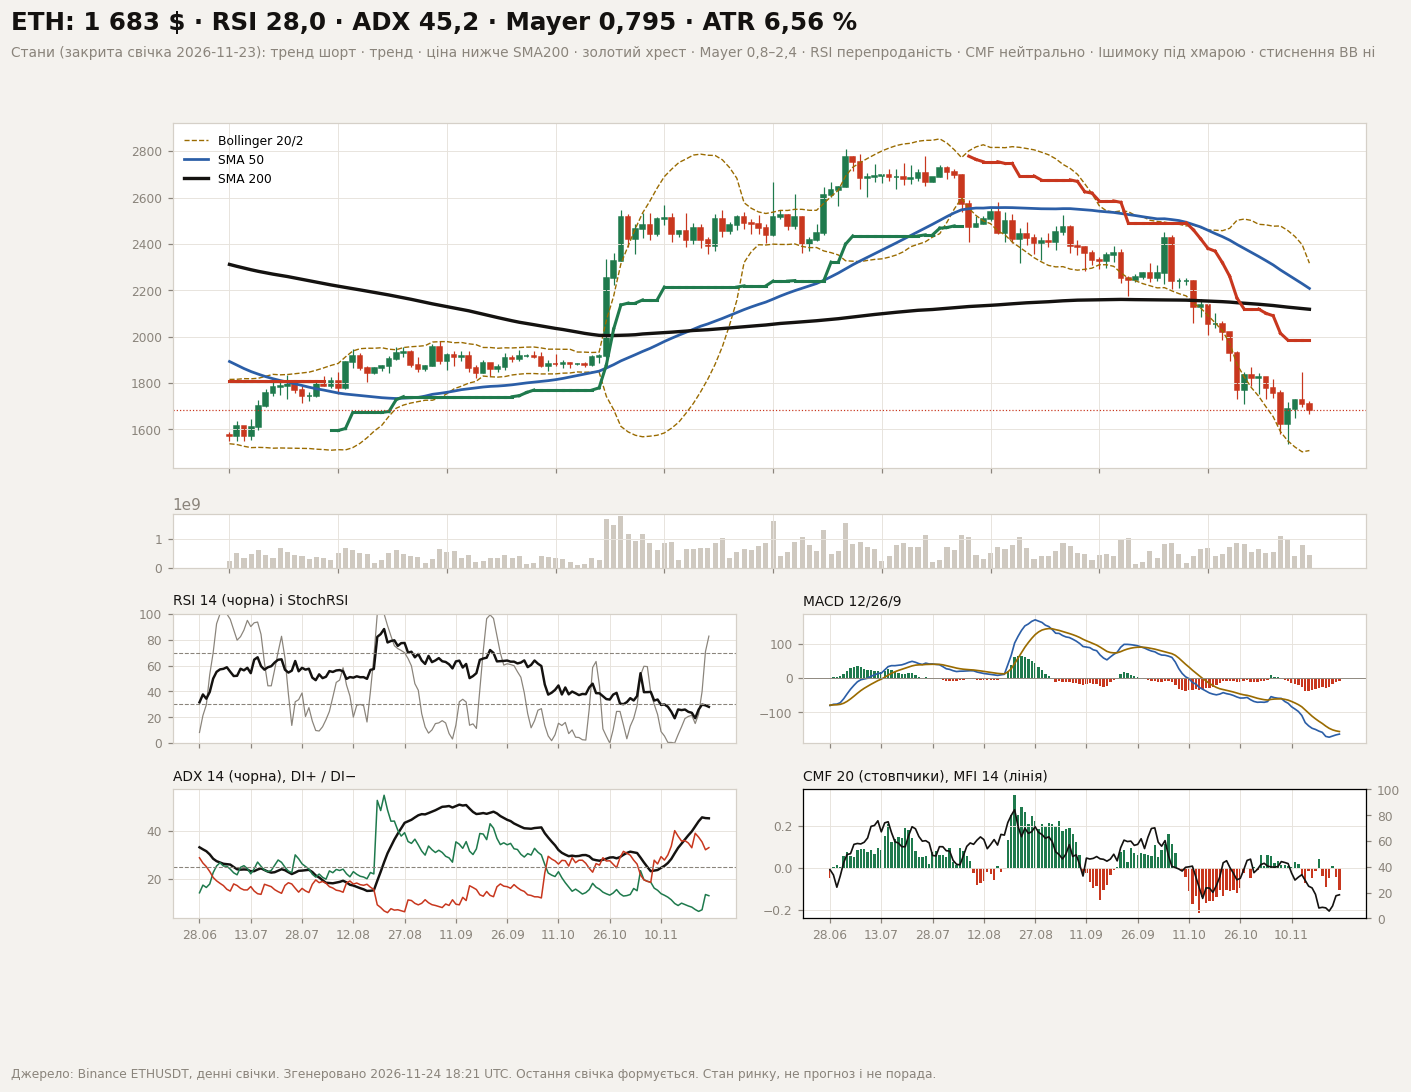 ETH: 1 683 $ · RSI 28,0 · ADX 45,2 · Mayer 0,795 · ATR 6,56 %
Стани (закрита свічка 2026-11-23): тренд шорт · тренд · ціна нижче SMA200 · золотий хрест · Mayer 0,8–2,4 · RSI перепроданість · CMF нейтрально · Ішимоку під хмарою · стиснення BB ні
Bollinger 20/2
SMA 50
SMA 200
2800
2600
2400
2200
2000
1800
1600
1e9
1
0
RSI 14 (чорна) і StochRSI
100
80
60
40
20
0
MACD 12/26/9
100
0
−100
ADX 14 (чорна), DI+ / DI−
40
20
28.06 13.07 28.07 12.08 27.08 11.09 26.09 11.10 26.10 10.11
CMF 20 (стовпчики), MFI 14 (лінія)
0.2
0.0
−0.2
100
80
60
40
20
0
28.06 13.07 28.07 12.08 27.08 11.09 26.09 11.10 26.10 10.11
Джерело: Binance ETHUSDT, денні свічки. Згенеровано 2026-11-24 18:21 UTC. Остання свічка формується. Стан ринку, не прогноз і не порада.